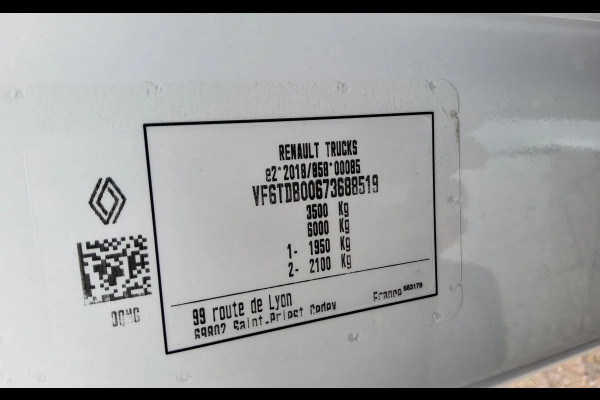 RENAULT TRUCKS
e2*2018/858*00085
VF6TDB00673688519
3500 Kg
6000 Kg
1- 1950 Kg
2- 2100 Kg
99 route de Lyon
69802 Saint-Priest Cedex
France 683179